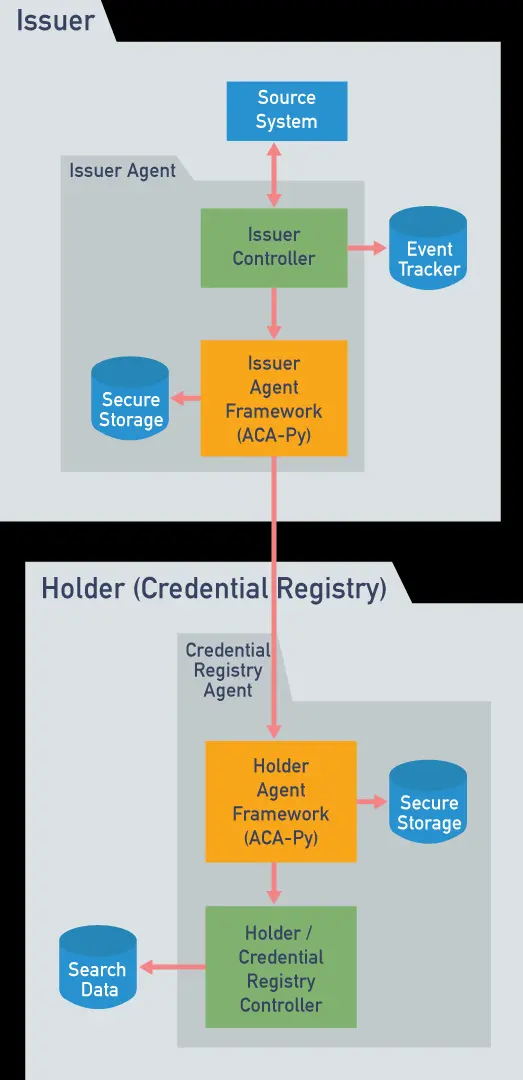 Issuer
Source
System
Issuer Agent
Issuer
Controller
Event
Tracker
Issuer
Agent
Framework
(ACA-Py)
Secure
Storage
Holder (Credential Registry)
Credential
Registry
Agent
Holder
Agent
Framework
(ACA-Py)
Secure
Storage
Holder /
Credential
Registry
Controller
Search
Data